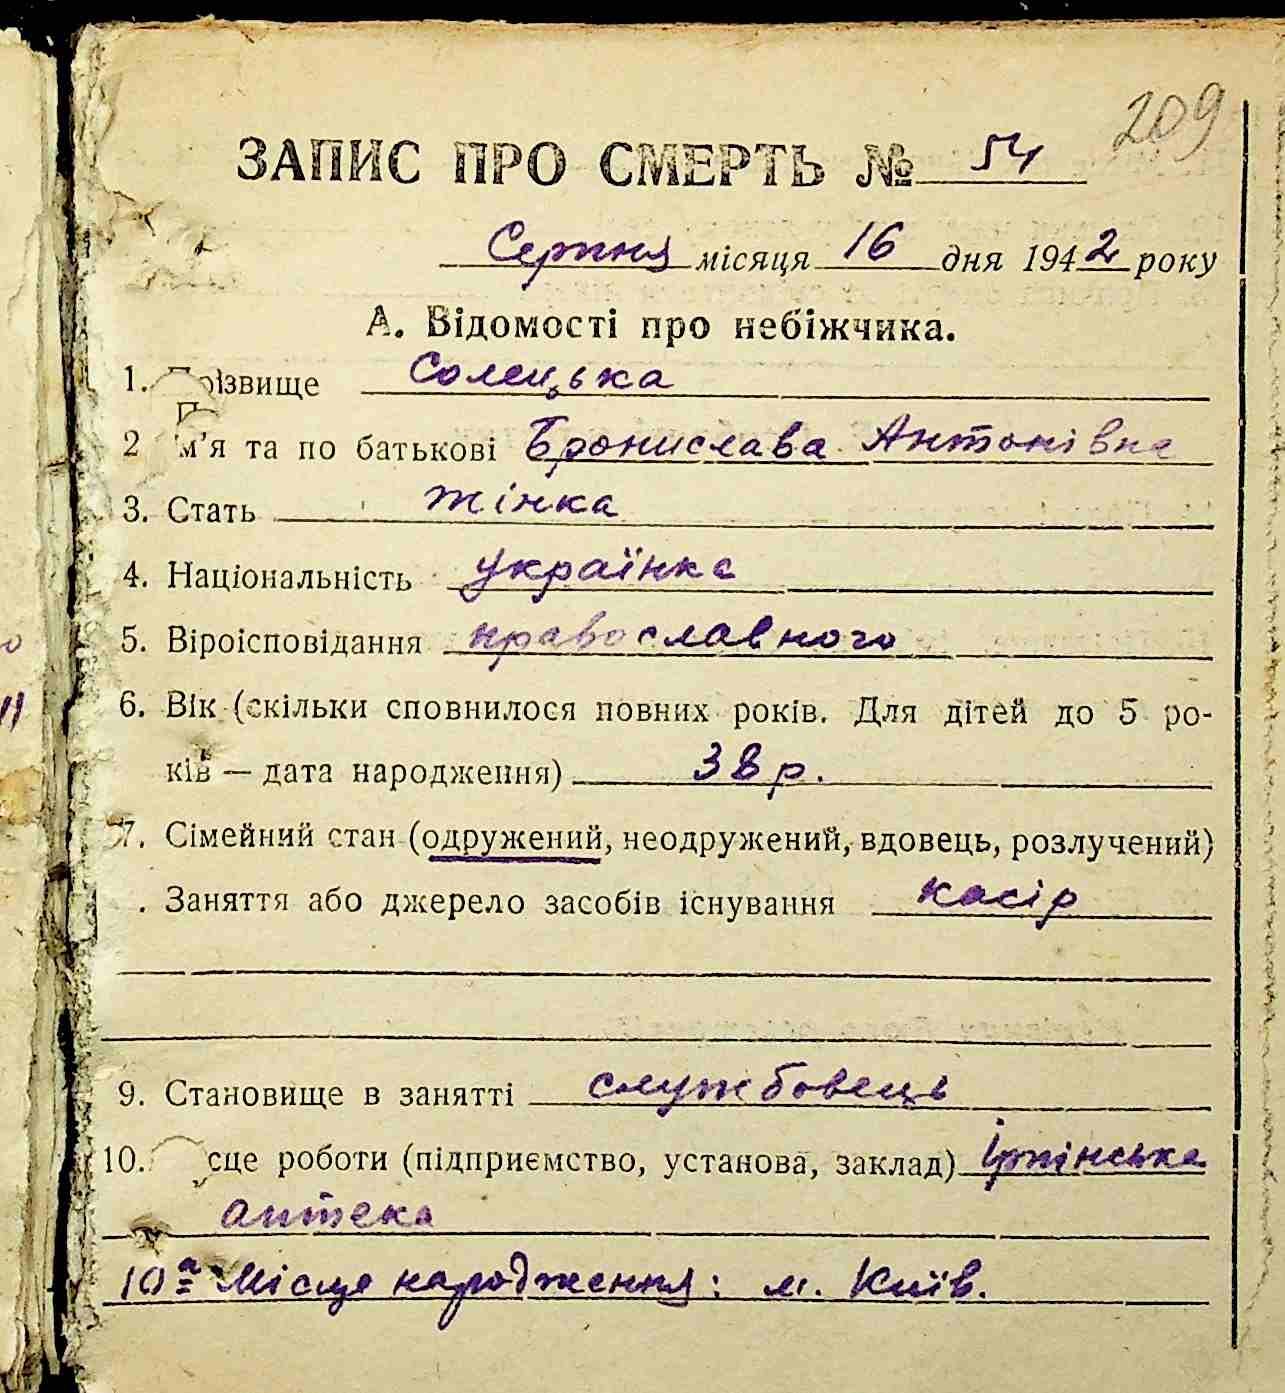 209
ЗАПИС ПРО СМЕРТЬ № 54
Серпня місяця 16 дня 1942 року
А. Відомості про небіжчика.
1. Прізвище Солецька
2 м'я та по батькові Бронислава Антонівна
3. Стать жінка
4. Національність українка
5. Віроісповідання православного
6. Вік (скільки сповнилося повних років. Для дітей до 5 ро-
ків — дата народження) 38 р.
7. Сімейний стан (одружений, неодружений, вдовець, розлучений)
. Заняття або джерело засобів існування касір
9. Становище в занятті службовець
10. сце роботи (підприємство, установа, заклад) Ірпінська
аптека
10а Місце народження: м. Київ.